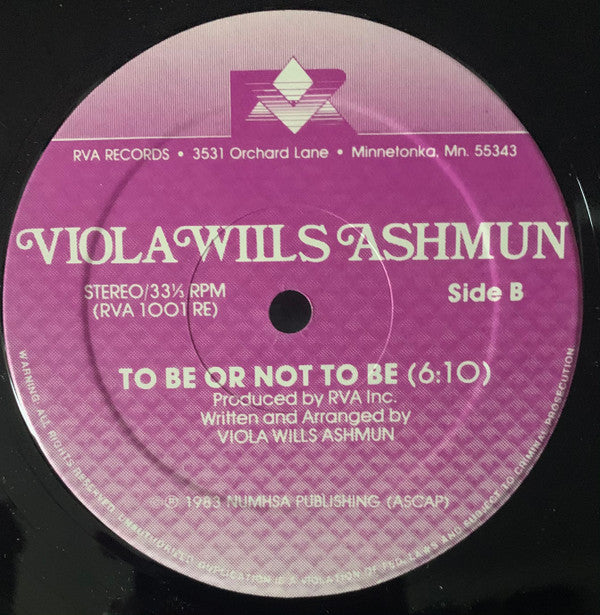 RVA RECORDS • 3531 Orchard Lane • Minnetonka, Mn. 55343
VIOLA WILLS ASHMUN
STEREO/33⅓ RPM
(RVA 1001 RE)
Side B
TO BE OR NOT TO BE (6:10)
Produced by RVA Inc.
Written and Arranged by
VIOLA WILLS ASHMUN
© ℗ 1983 NUMHSA PUBLISHING (ASCAP)
WARNING: ALL RIGHTS RESERVED. UNAUTHORIZED DUPLICATION IS A VIOLATION OF FED. LAWS AND SUBJECT TO CRIMINAL PROSECUTION